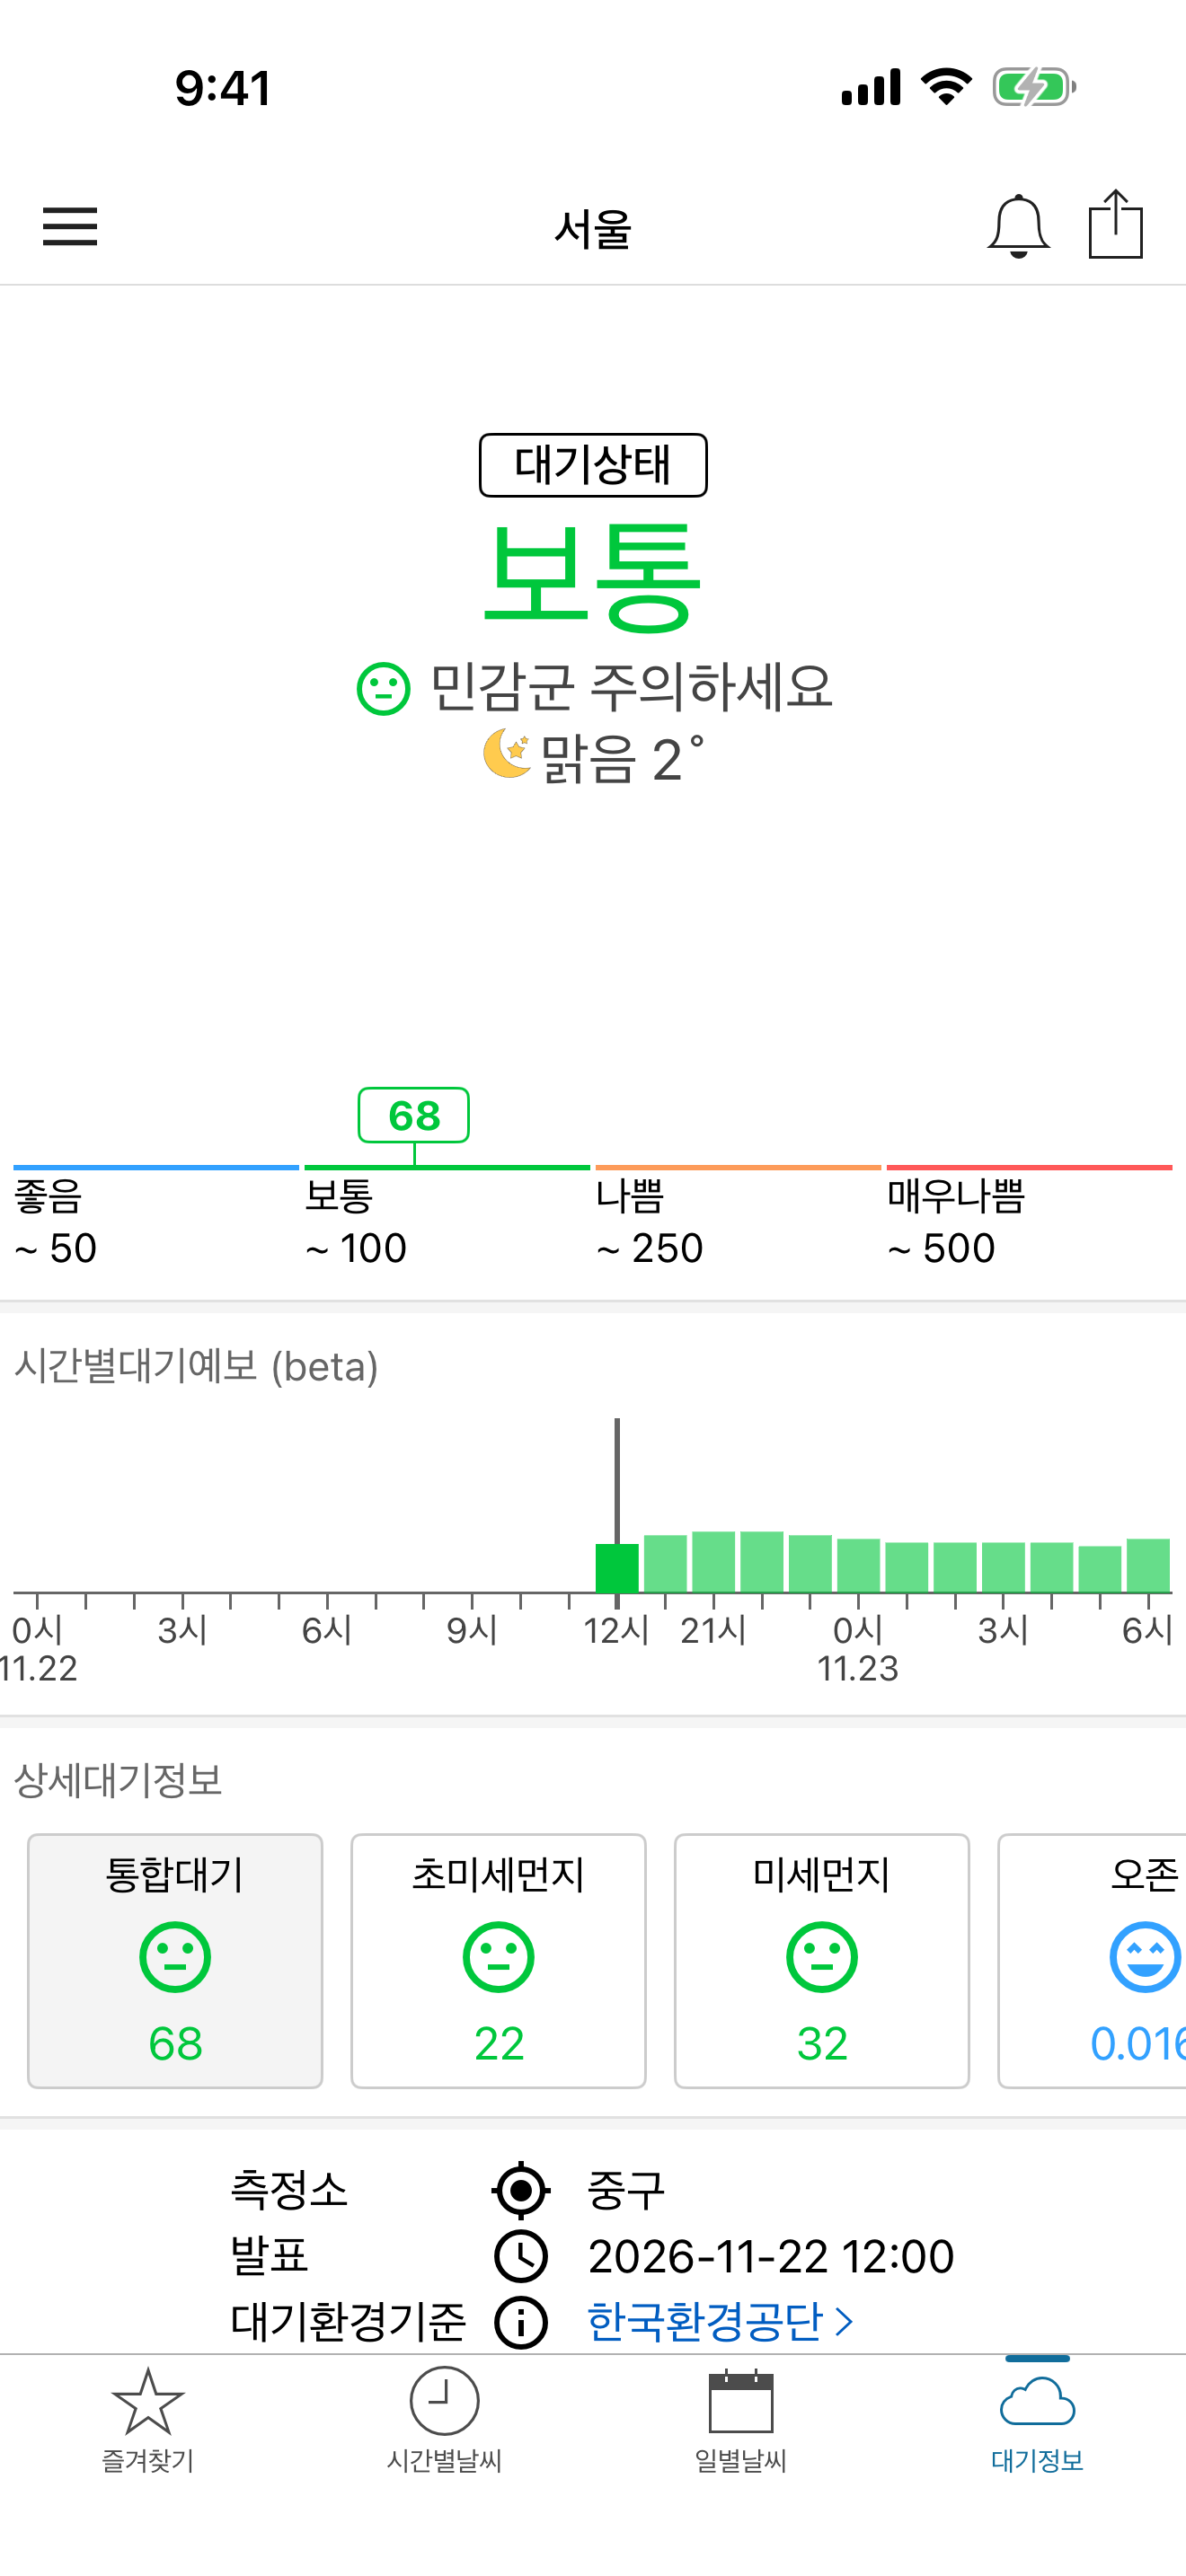 9:41
서울
대기상태
보통
민감군 주의하세요
맑음 2˚
68
좋음 보통 나쁨 매우나쁨
~ 50 ~ 100 ~ 250 ~ 500
시간별대기예보 (beta)
0시 3시 6시 9시 12시 21시 0시 3시 6시
11.22 11.23
상세대기정보
통합대기 초미세먼지 미세먼지 오존
68 22 32 0.016
측정소 중구
발표 2026-11-22 12:00
대기환경기준 한국환경공단
즐겨찾기 시간별날씨 일별날씨 대기정보